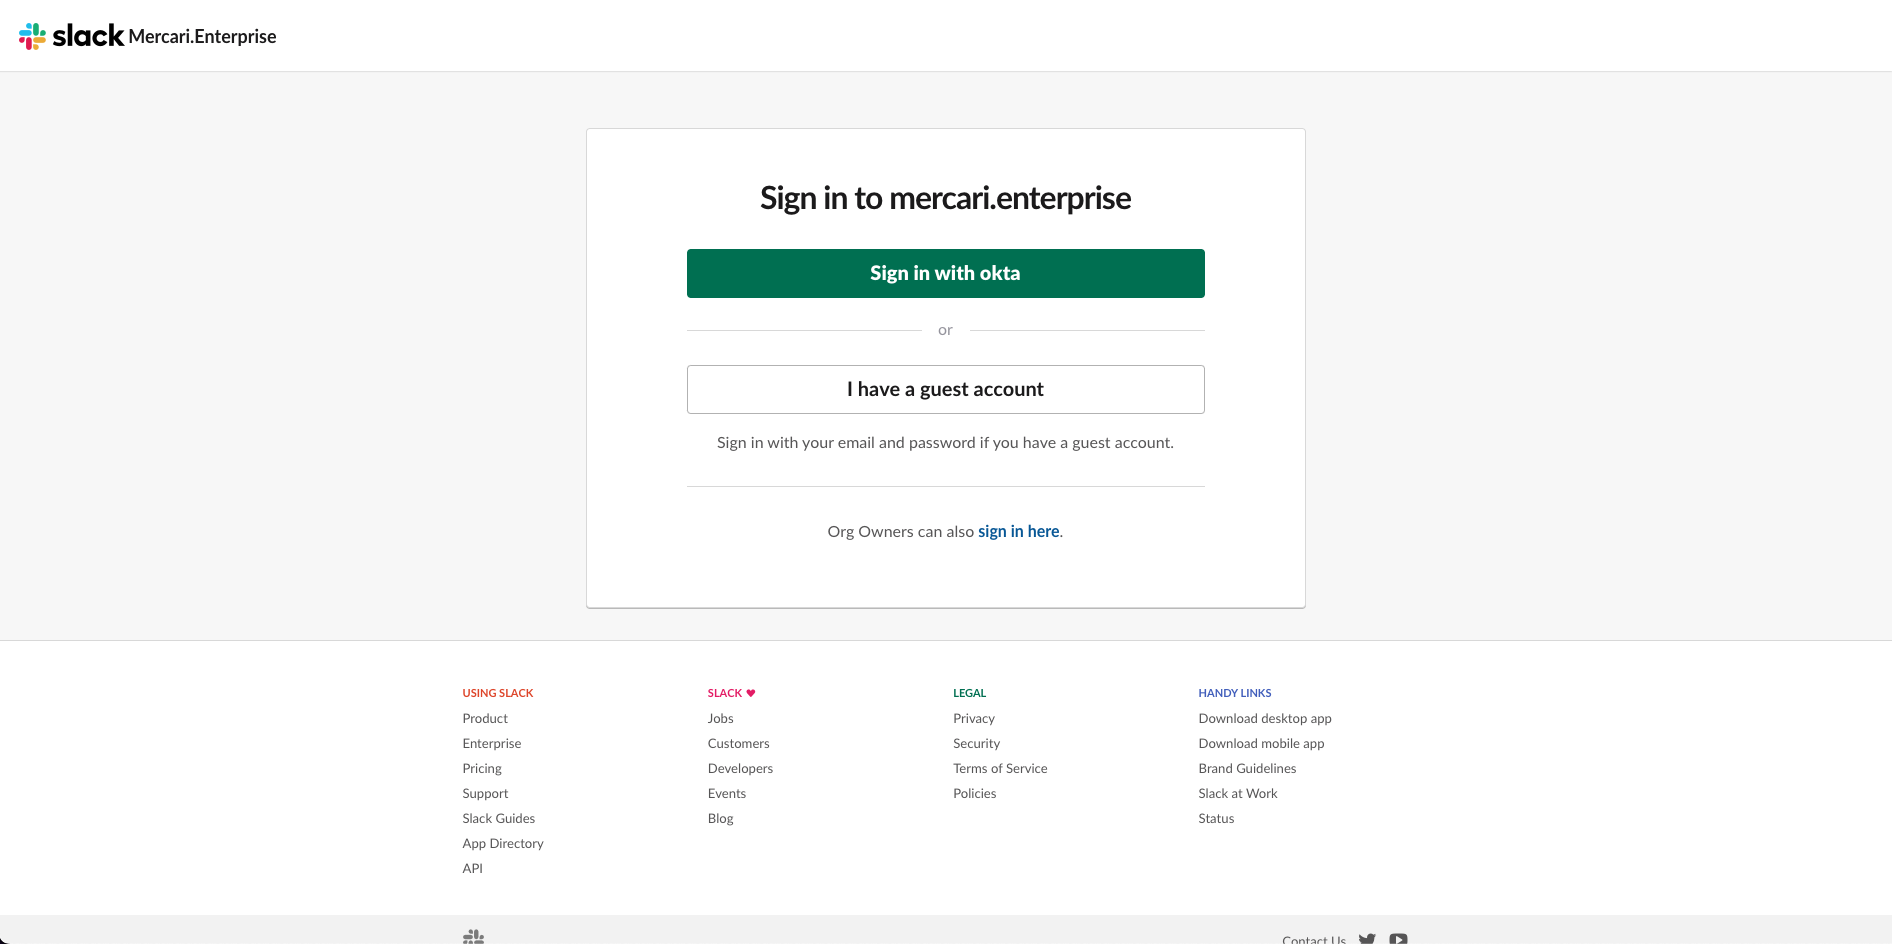 slack Mercari.Enterprise
Sign in to mercari.enterprise
Sign in with okta
or
I have a guest account
Sign in with your email and password if you have a guest account.
Org Owners can also sign in here.
USING SLACK
Product
Enterprise
Pricing
Support
Slack Guides
App Directory
API
SLACK ♥
Jobs
Customers
Developers
Events
Blog
LEGAL
Privacy
Security
Terms of Service
Policies
HANDY LINKS
Download desktop app
Download mobile app
Brand Guidelines
Slack at Work
Status
Contact Us